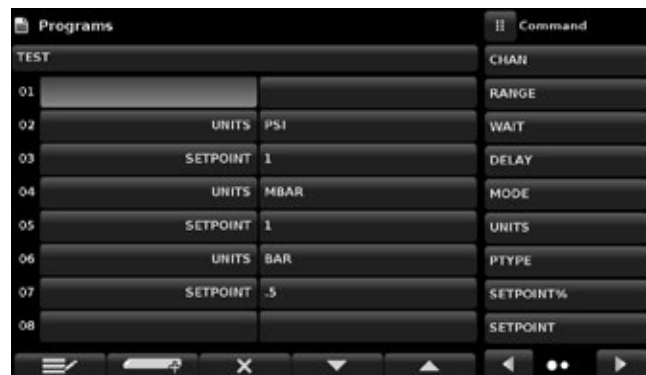 Programs
Command
TEST
CHAN
01
RANGE
02 UNITS PSI
WAIT
03 SETPOINT 1
DELAY
04 UNITS MBAR
MODE
05 SETPOINT 1
UNITS
06 UNITS BAR
PTYPE
07 SETPOINT .5
SETPOINT%
08
SETPOINT